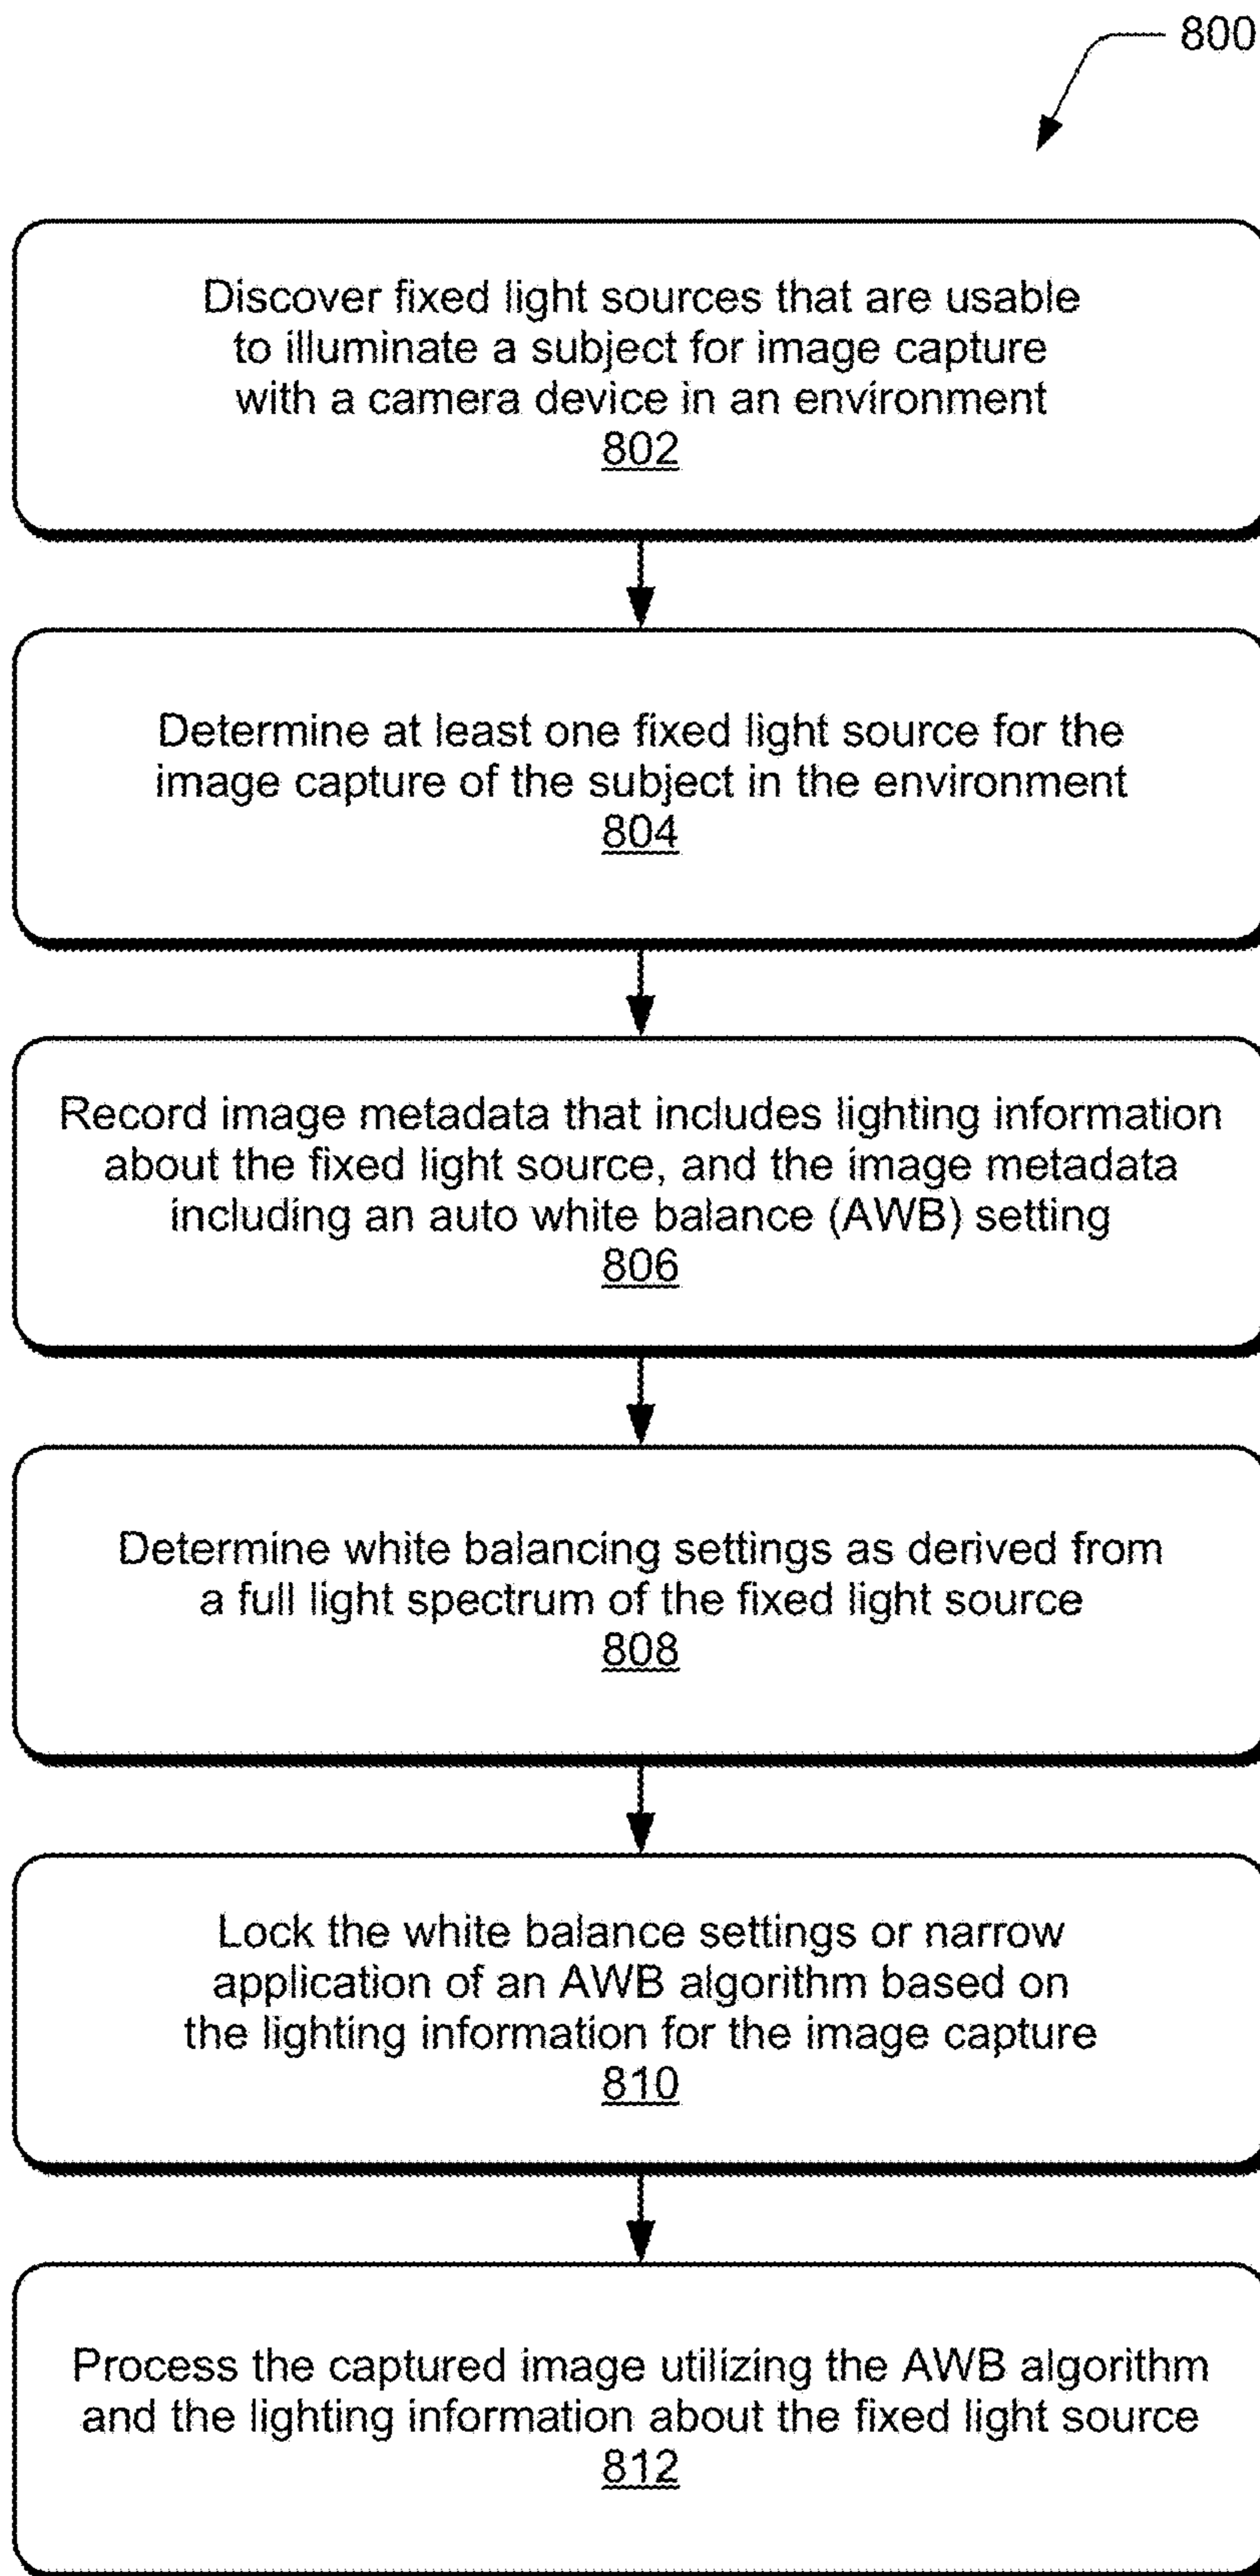 800
Discover fixed light sources that are usable
to illuminate a subject for image capture
with a camera device in an environment
802
Determine at least one fixed light source for the
image capture of the subject in the environment
804
Record image metadata that includes lighting information
about the fixed light source, and the image metadata
including an auto white balance (AWB) setting
806
Determine white balancing settings as derived from
a full light spectrum of the fixed light source
808
Lock the white balance settings or narrow
application of an AWB algorithm based on
the lighting information for the image capture
810
Process the captured image utilizing the AWB algorithm
and the lighting information about the fixed light source
812